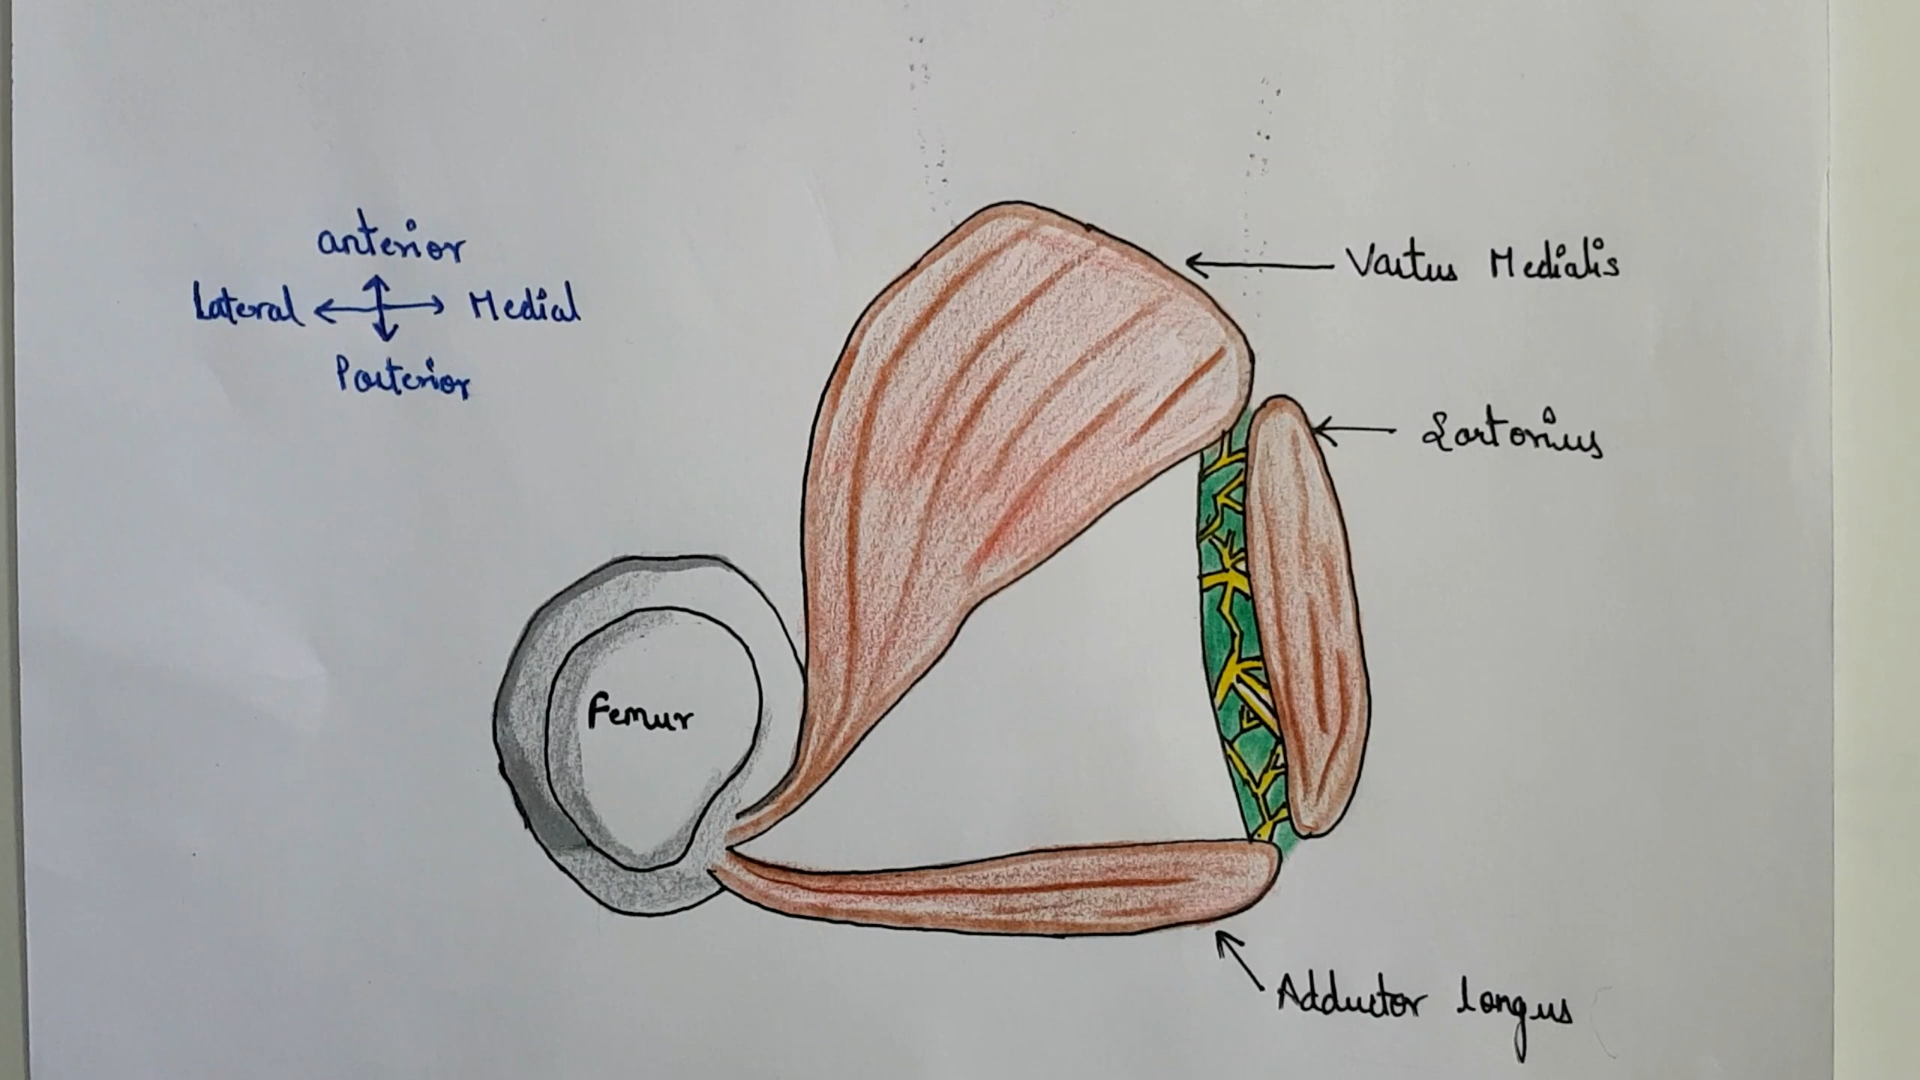 anterior
Lateral
Medial
Posterior
Vastus Medialis
Sartorius
Femur
Adductor longus